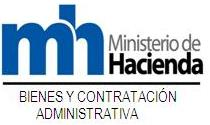 mh Ministerio de
Hacienda
BIENES Y CONTRATACIÓN
ADMINISTRATIVA